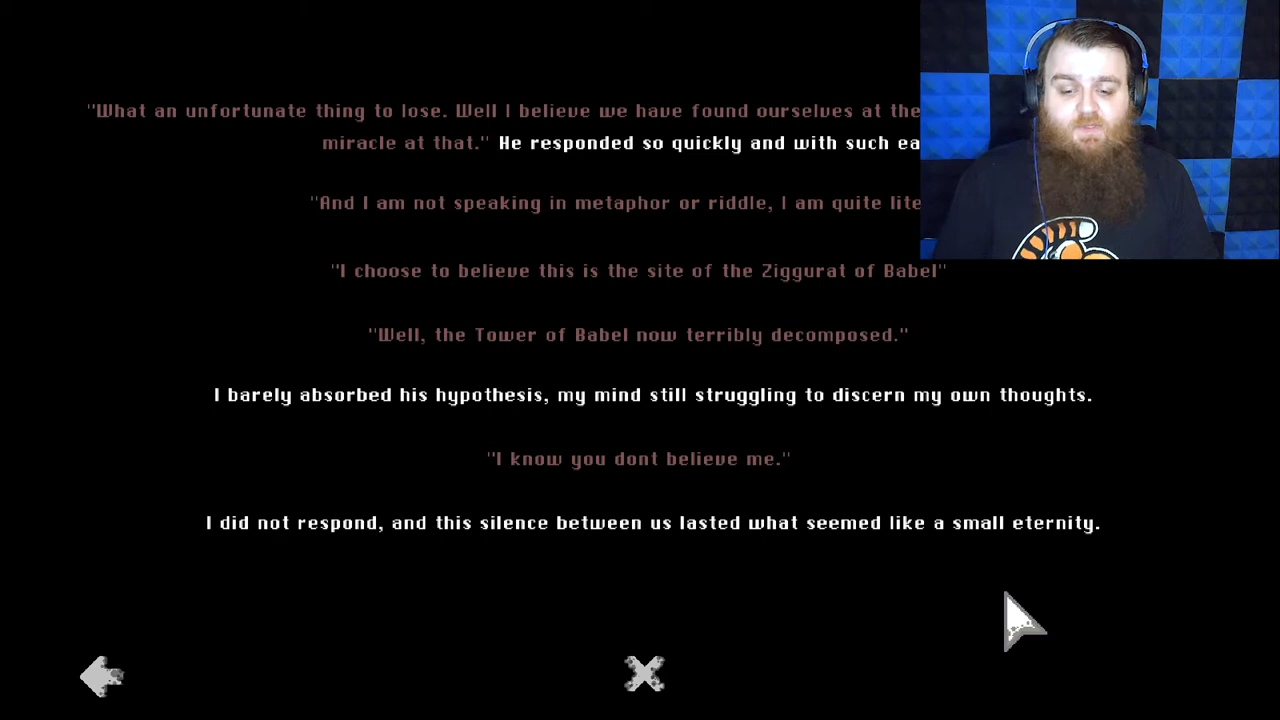 "What an unfortunate thing to lose. Well I believe we have found ourselves at the
miracle at that." He responded so quickly and with such
"And I am not speaking in metaphor or riddle, I am quite
"I choose to believe this is the site of the Ziggurat of Babel"
"Well, the Tower of Babel now terribly decomposed."
I barely absorbed his hypothesis, my mind still struggling to discern my own thoughts.
"I know you dont believe me."
I did not respond, and this silence between us lasted what seemed like a small eternity.